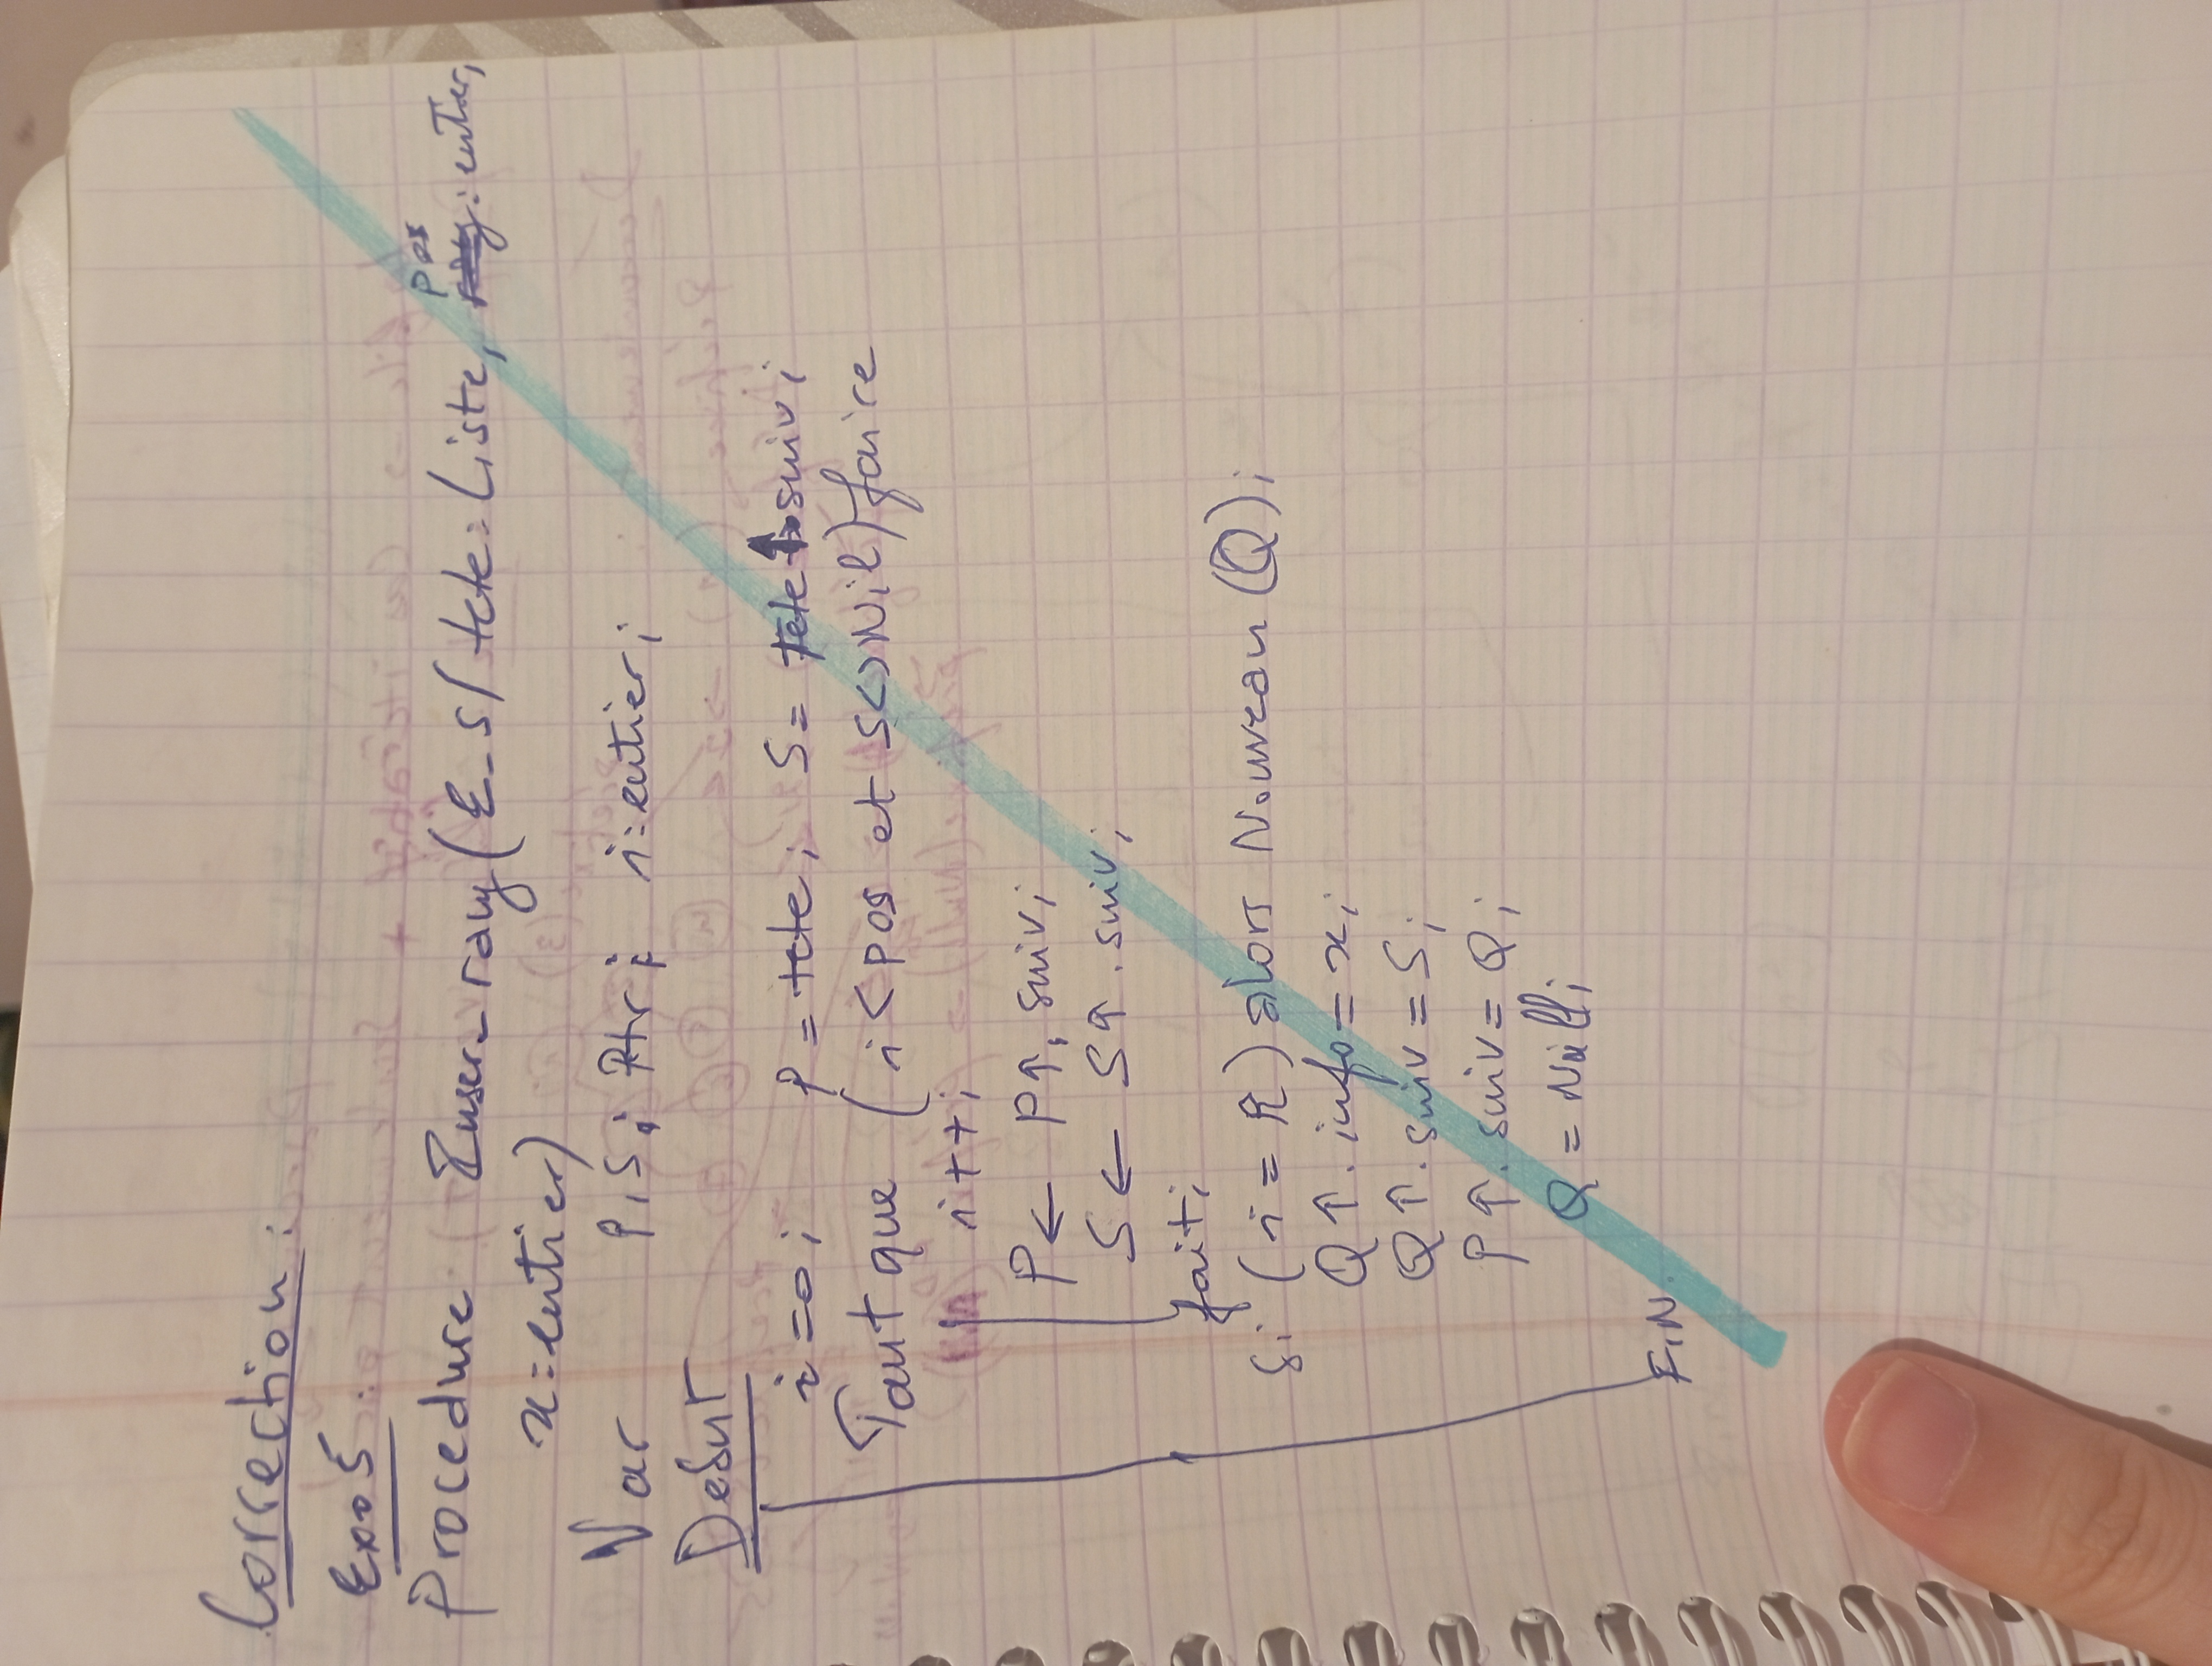 Correction :
Exo 5 :
Procedure Inser_rang (E_S/ tete : Liste, pos : entier,
x : entier)
Var P, S ; Ptr ; i : entier ;
Debut
i = 0 ; P = tete ; S = tete↑.suiv ;
Tant que (i < pos et S <> Nil) faire
i++ ;
P ← P↑.suiv ;
S ← S↑.suiv ;
fait ;
Si (i = R) alors Nouveau (Q) ;
Q↑.info = x ;
Q↑.suiv = S ;
P↑.suiv = Q ;
Q = Nill ;
FIN.